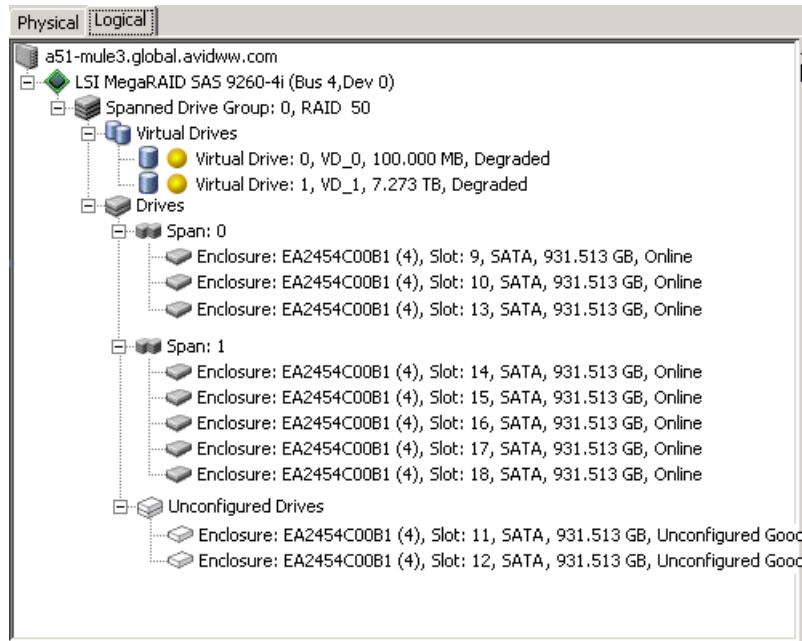 Physical Logical
a51-mule3.global.avidww.com
LSI MegaRAID SAS 9260-4i (Bus 4,Dev 0)
Spanned Drive Group: 0, RAID  50
Virtual Drives
Virtual Drive: 0, VD_0, 100.000 MB, Degraded
Virtual Drive: 1, VD_1, 7.273 TB, Degraded
Drives
Span: 0
Enclosure: EA2454C00B1 (4), Slot: 9, SATA, 931.513 GB, Online
Enclosure: EA2454C00B1 (4), Slot: 10, SATA, 931.513 GB, Online
Enclosure: EA2454C00B1 (4), Slot: 13, SATA, 931.513 GB, Online
Span: 1
Enclosure: EA2454C00B1 (4), Slot: 14, SATA, 931.513 GB, Online
Enclosure: EA2454C00B1 (4), Slot: 15, SATA, 931.513 GB, Online
Enclosure: EA2454C00B1 (4), Slot: 16, SATA, 931.513 GB, Online
Enclosure: EA2454C00B1 (4), Slot: 17, SATA, 931.513 GB, Online
Enclosure: EA2454C00B1 (4), Slot: 18, SATA, 931.513 GB, Online
Unconfigured Drives
Enclosure: EA2454C00B1 (4), Slot: 11, SATA, 931.513 GB, Unconfigured Good
Enclosure: EA2454C00B1 (4), Slot: 12, SATA, 931.513 GB, Unconfigured Good